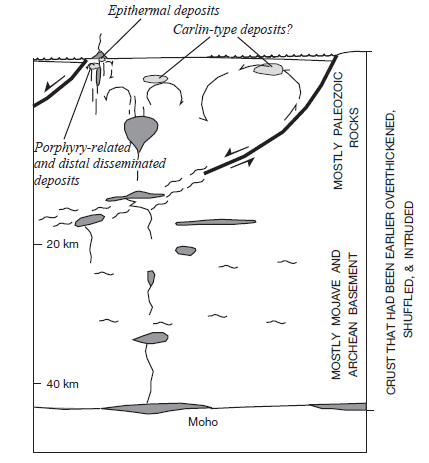 Epithermal deposits
Carlin-type deposits?
Porphyry-related
and distal disseminated
deposits
20 km
40 km
Moho
MOSTLY PALEOZOIC
ROCKS
MOSTLY MOJAVE AND
ARCHEAN BASEMENT
CRUST THAT HAD BEEN EARLIER OVERTHICKENED,
SHUFFLED, & INTRUDED